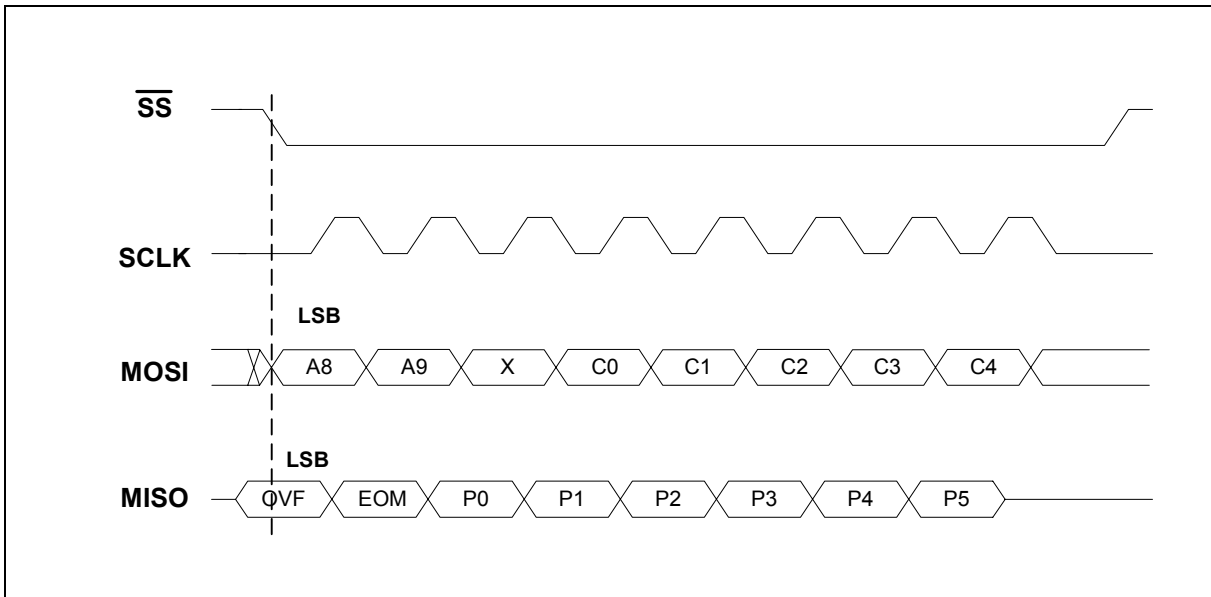 SS
SCLK
LSB
MOSI A8 A9 X C0 C1 C2 C3 C4
LSB
MISO OVF EOM P0 P1 P2 P3 P4 P5